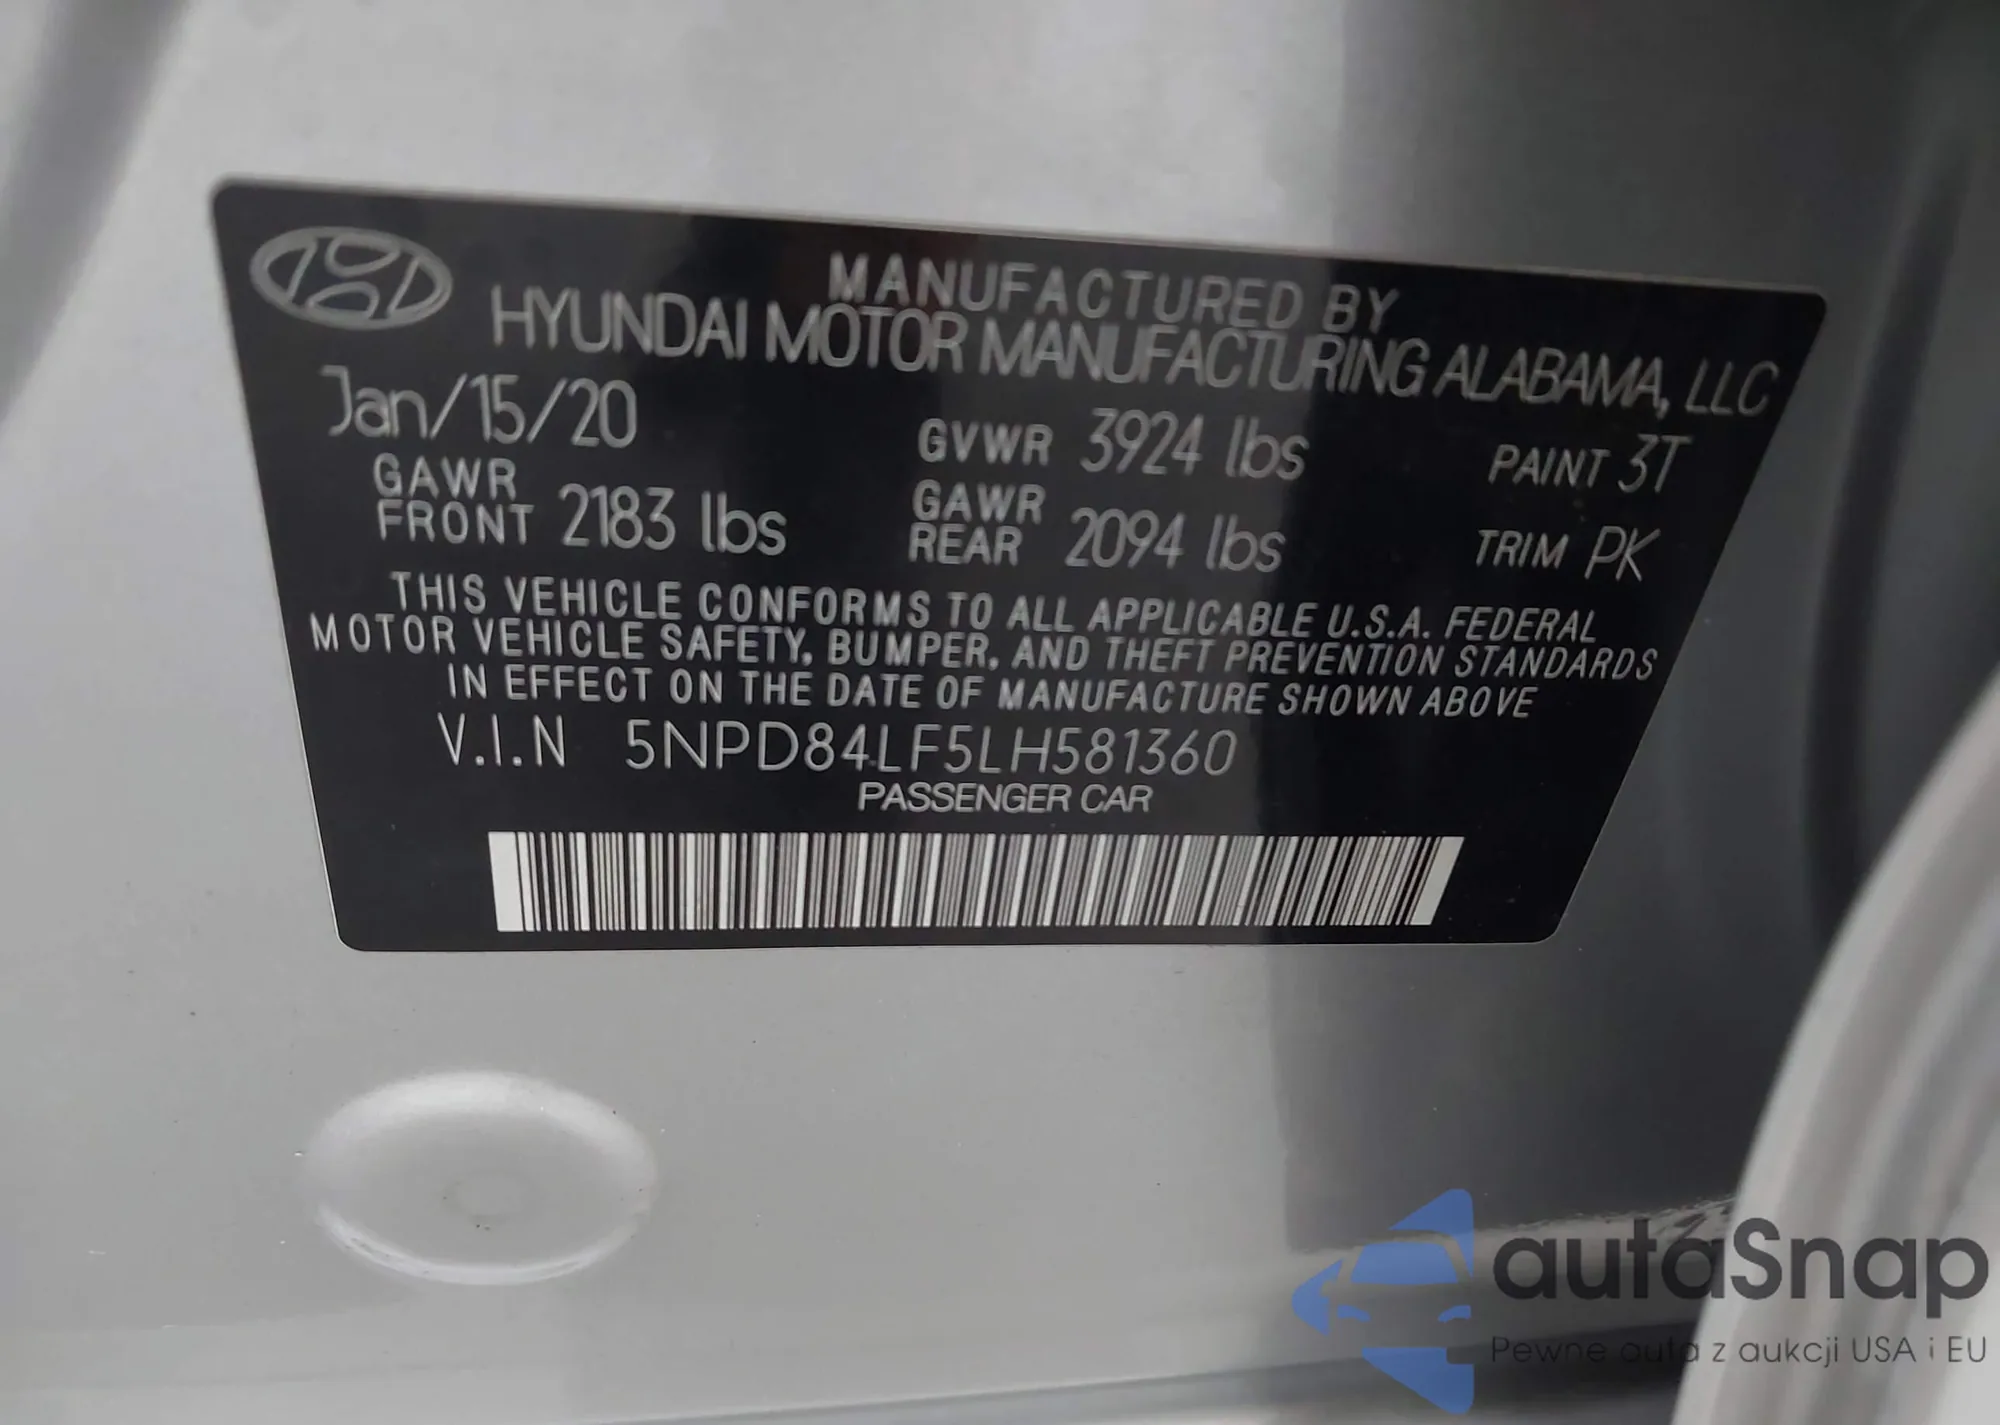 MANUFACTURED BY
HYUNDAI MOTOR MANUFACTURING ALABAMA, LLC
Jan/15/20 GVWR 3924 lbs PAINT 3T
GAWR FRONT 2183 lbs GAWR REAR 2094 lbs TRIM PK
THIS VEHICLE CONFORMS TO ALL APPLICABLE U.S.A. FEDERAL
MOTOR VEHICLE SAFETY, BUMPER, AND THEFT PREVENTION STANDARDS
IN EFFECT ON THE DATE OF MANUFACTURE SHOWN ABOVE
V.I.N 5NPD84LF5LH581360
PASSENGER CAR
autaSnap
Pewne auta z aukcji USA i EU